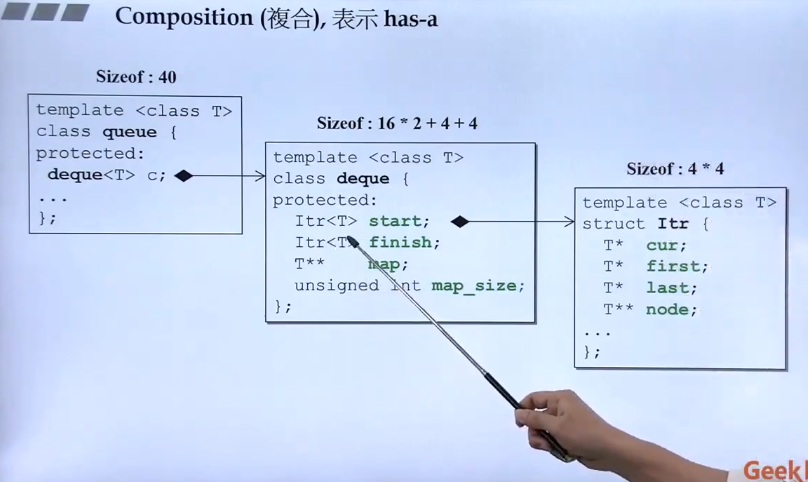 Composition (複合), 表示 has-a
Sizeof : 40
template <class T>
class queue {
protected:
deque<T> c;
...
};
Sizeof : 16 * 2 + 4 + 4
template <class T>
class deque {
protected:
Itr<T> start;
Itr<T> finish;
T** map;
unsigned int map_size;
};
Sizeof : 4 * 4
template <class T>
struct Itr {
T* cur;
T* first;
T* last;
T** node;
...
};
Geek